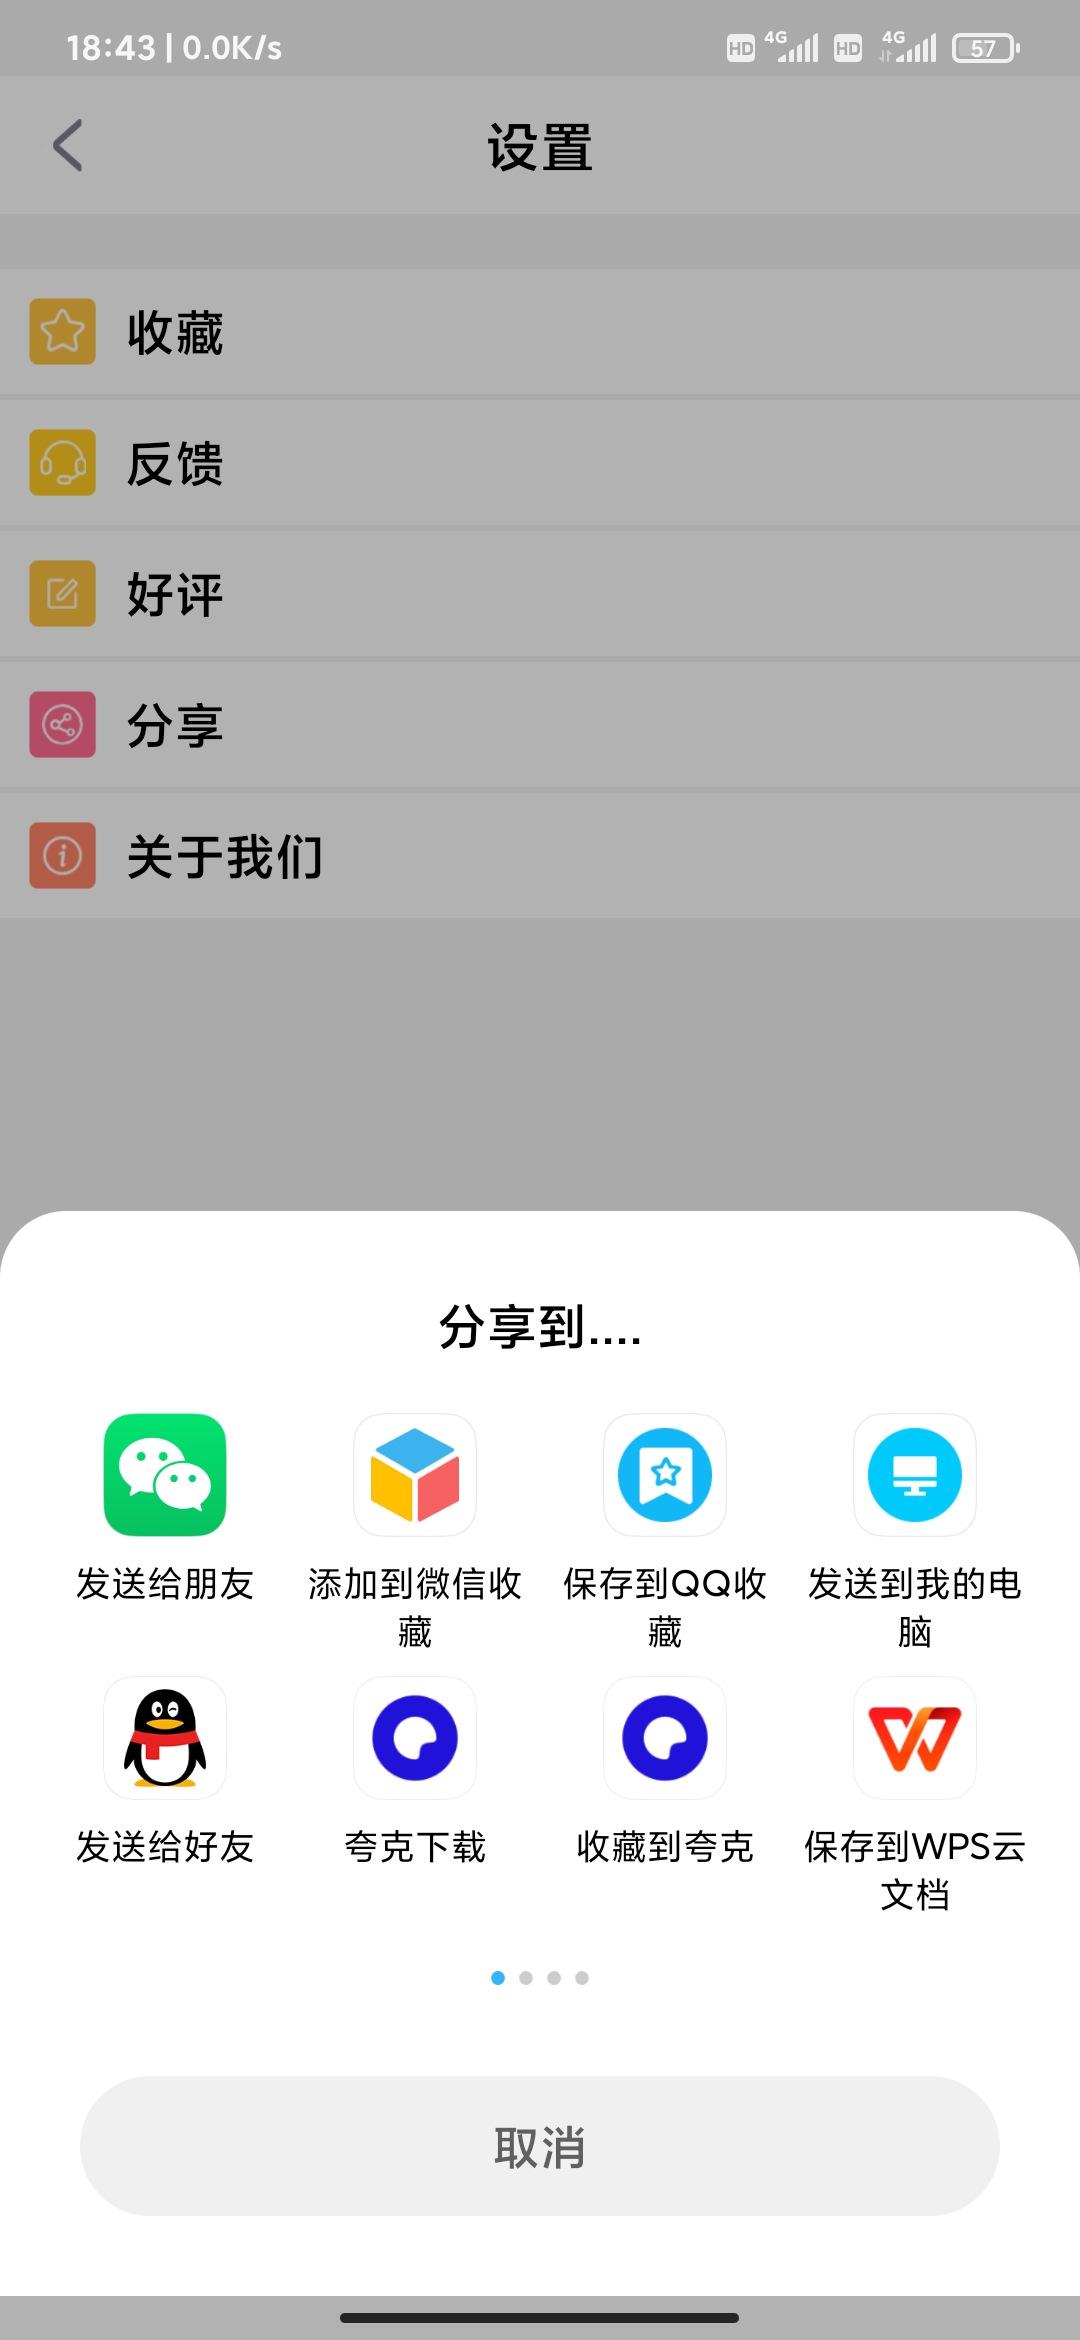 18:43 | 0.0K/s HD 4G HD 4G 57
设置
收藏
反馈
好评
分享
关于我们
分享到....
发送给朋友 添加到微信收 保存到QQ收 发送到我的电
藏 藏 脑
发送给好友 夸克下载 收藏到夸克 保存到WPS云
文档
取消